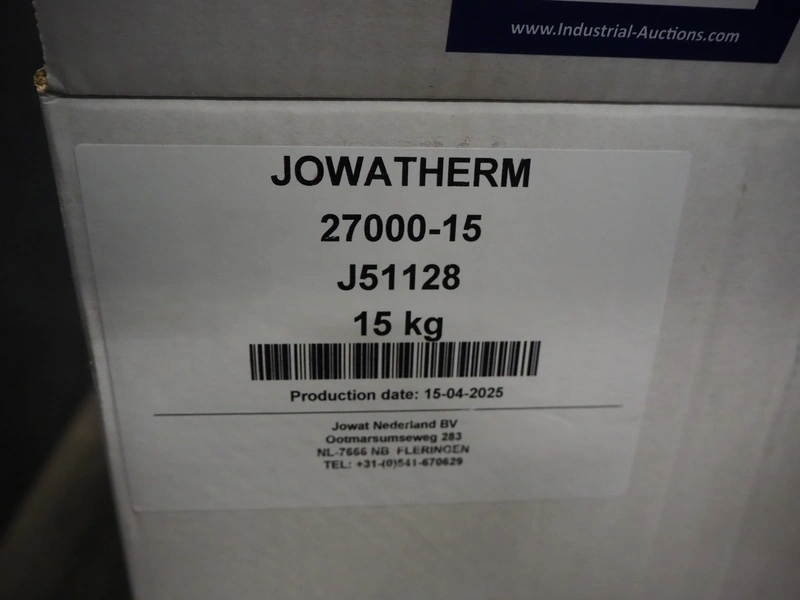 www.Industrial-Auctions.com
JOWATHERM
27000-15
J51128
15 kg
Production date: 15-04-2025
Jowat Nederland BV
Ootmarsumseweg 283
NL-7666 NB FLERINGEN
TEL: +31-(0)541-670629